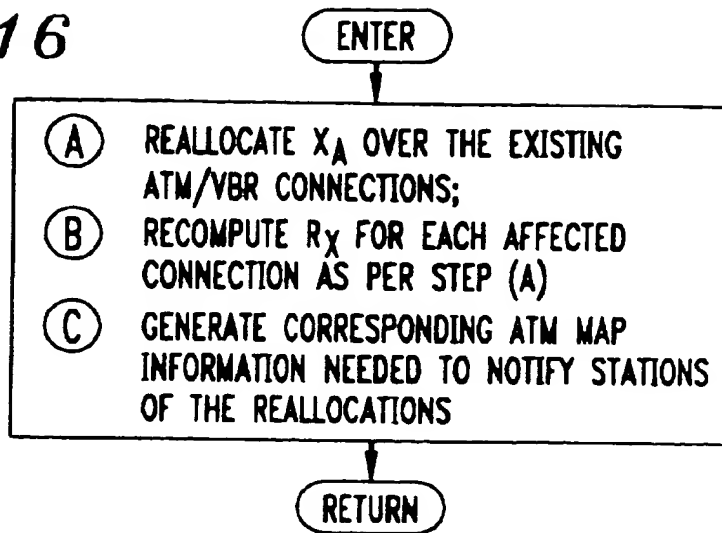 16
ENTER
A REALLOCATE XA OVER THE EXISTING
ATM/VBR CONNECTIONS;
B RECOMPUTE RX FOR EACH AFFECTED
CONNECTION AS PER STEP (A)
C GENERATE CORRESPONDING ATM MAP
INFORMATION NEEDED TO NOTIFY STATIONS
OF THE REALLOCATIONS
RETURN